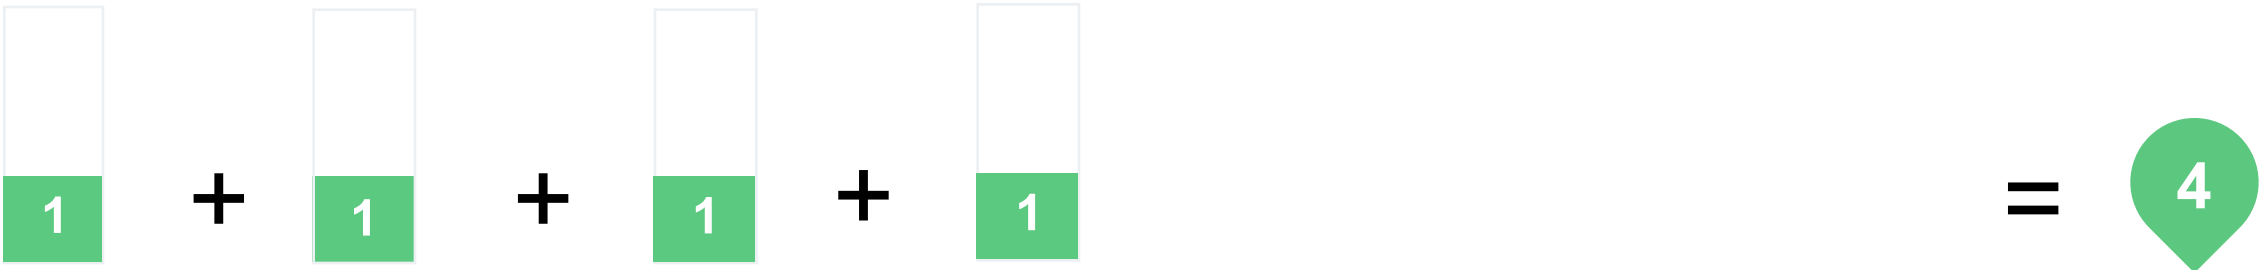 1 + 1 + 1 + 1 = 4